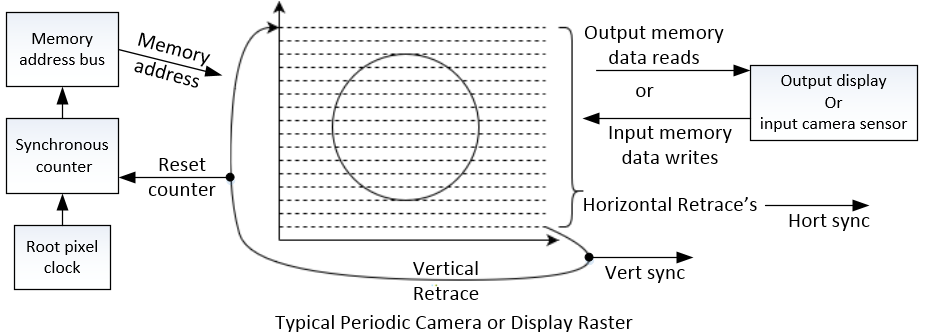 Memory
address bus
Memory
address
Synchronous
counter
Reset
counter
Root pixel
clock
Output memory
data reads
or
Input memory
data writes
Output display
Or
input camera sensor
Horizontal Retrace's
Hort sync
Vert sync
Vertical
Retrace
Typical Periodic Camera or Display Raster